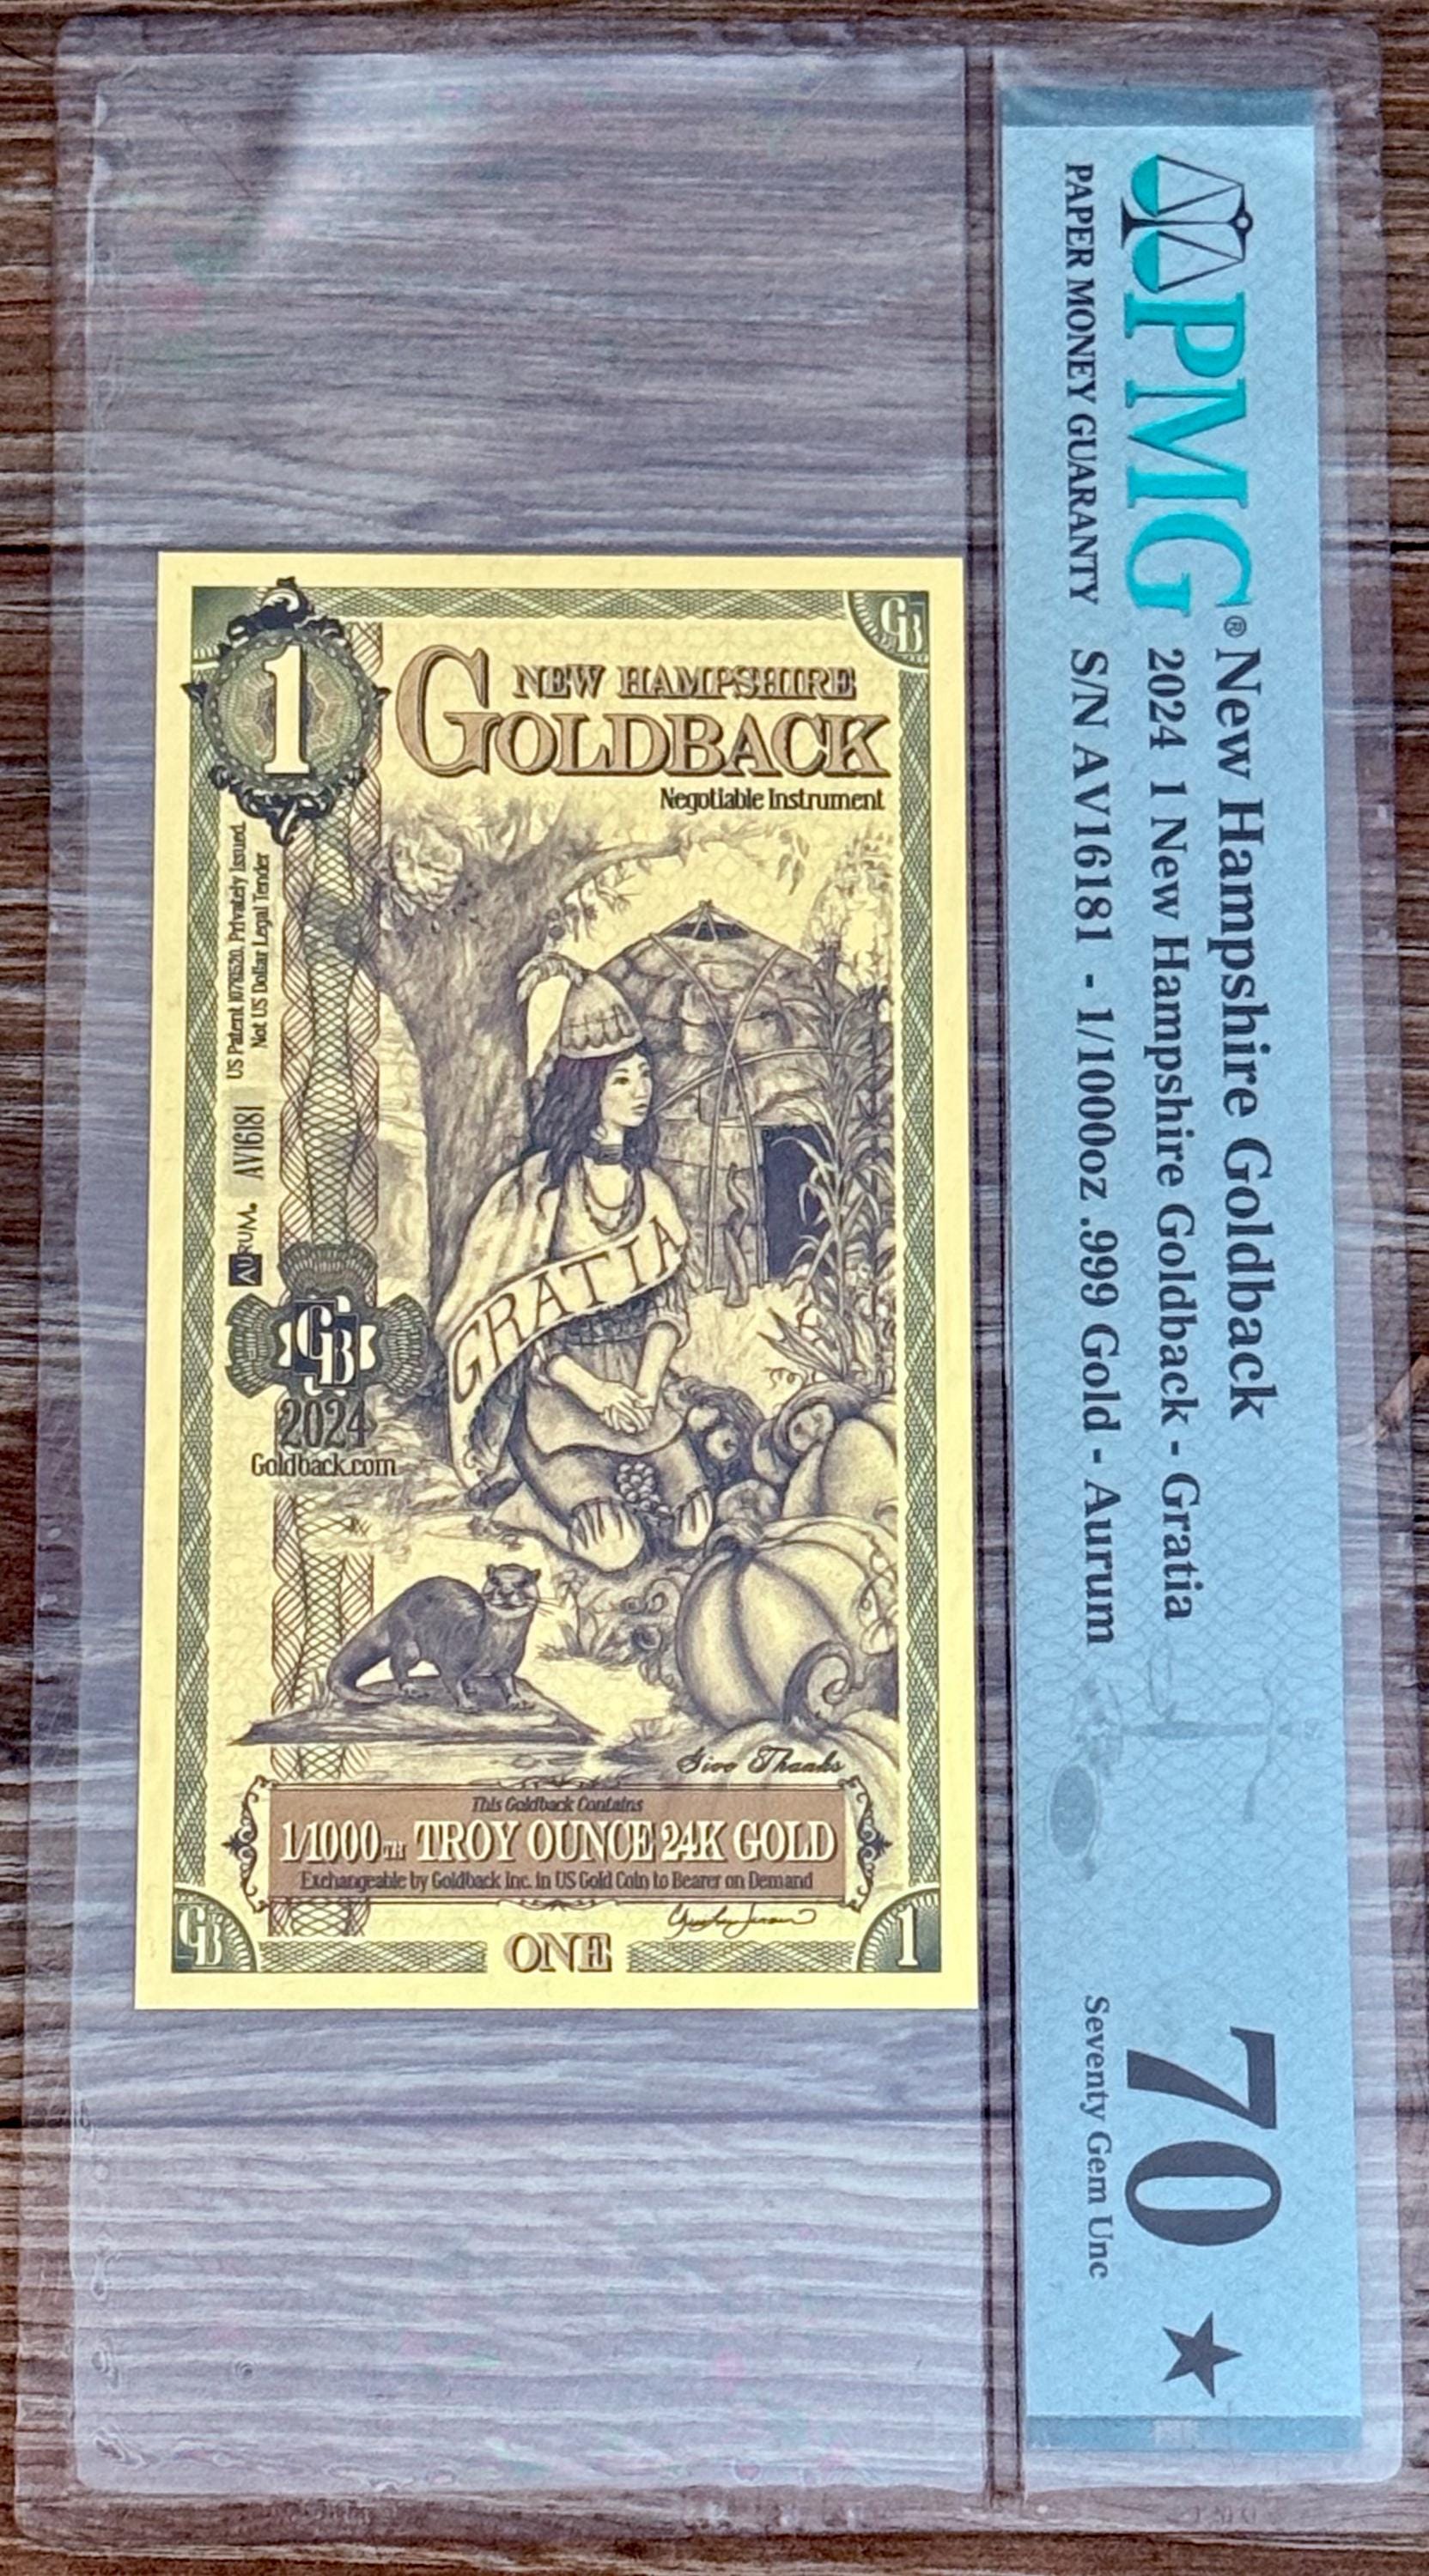 PMG®
PAPER MONEY GUARANTY
New Hampshire Goldback
2024 1 New Hampshire Goldback - Gratia
S/N AV16181 - 1/1000oz .999 Gold - Aurum
70
Seventy Gem Unc
1
GB
NEW HAMPSHIRE
GOLDBACK
Negotiable Instrument
US Patent 10766520. Privately Issued.
Not US Dollar Legal Tender
AV16181
AURUM.
GRATIA
GB
2024
Goldback.com
Give Thanks
This Goldback Contains
1/1000TH TROY OUNCE 24K GOLD
Exchangeable by Goldback Inc. in US Gold Coin to Bearer on Demand
GB
ONE
1